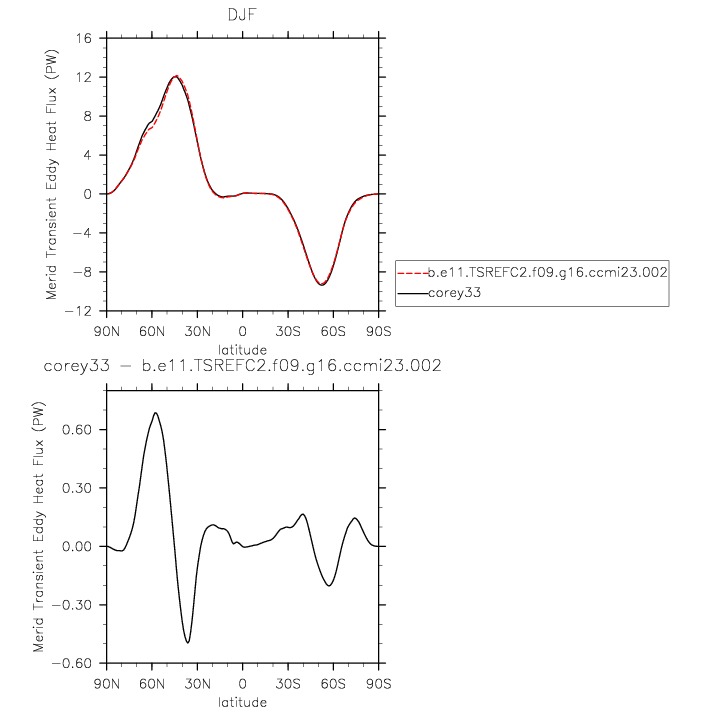 DJF
Merid Transient Eddy Heat Flux (PW)
16
12
8
4
0
−4
−8
−12
90N 60N 30N 0 30S 60S 90S
latitude
b.e11.TSREFC2.f09.g16.ccmi23.002
corey33
corey33 − b.e11.TSREFC2.f09.g16.ccmi23.002
Merid Transient Eddy Heat Flux (PW)
0.60
0.30
0.00
−0.30
−0.60
90N 60N 30N 0 30S 60S 90S
latitude